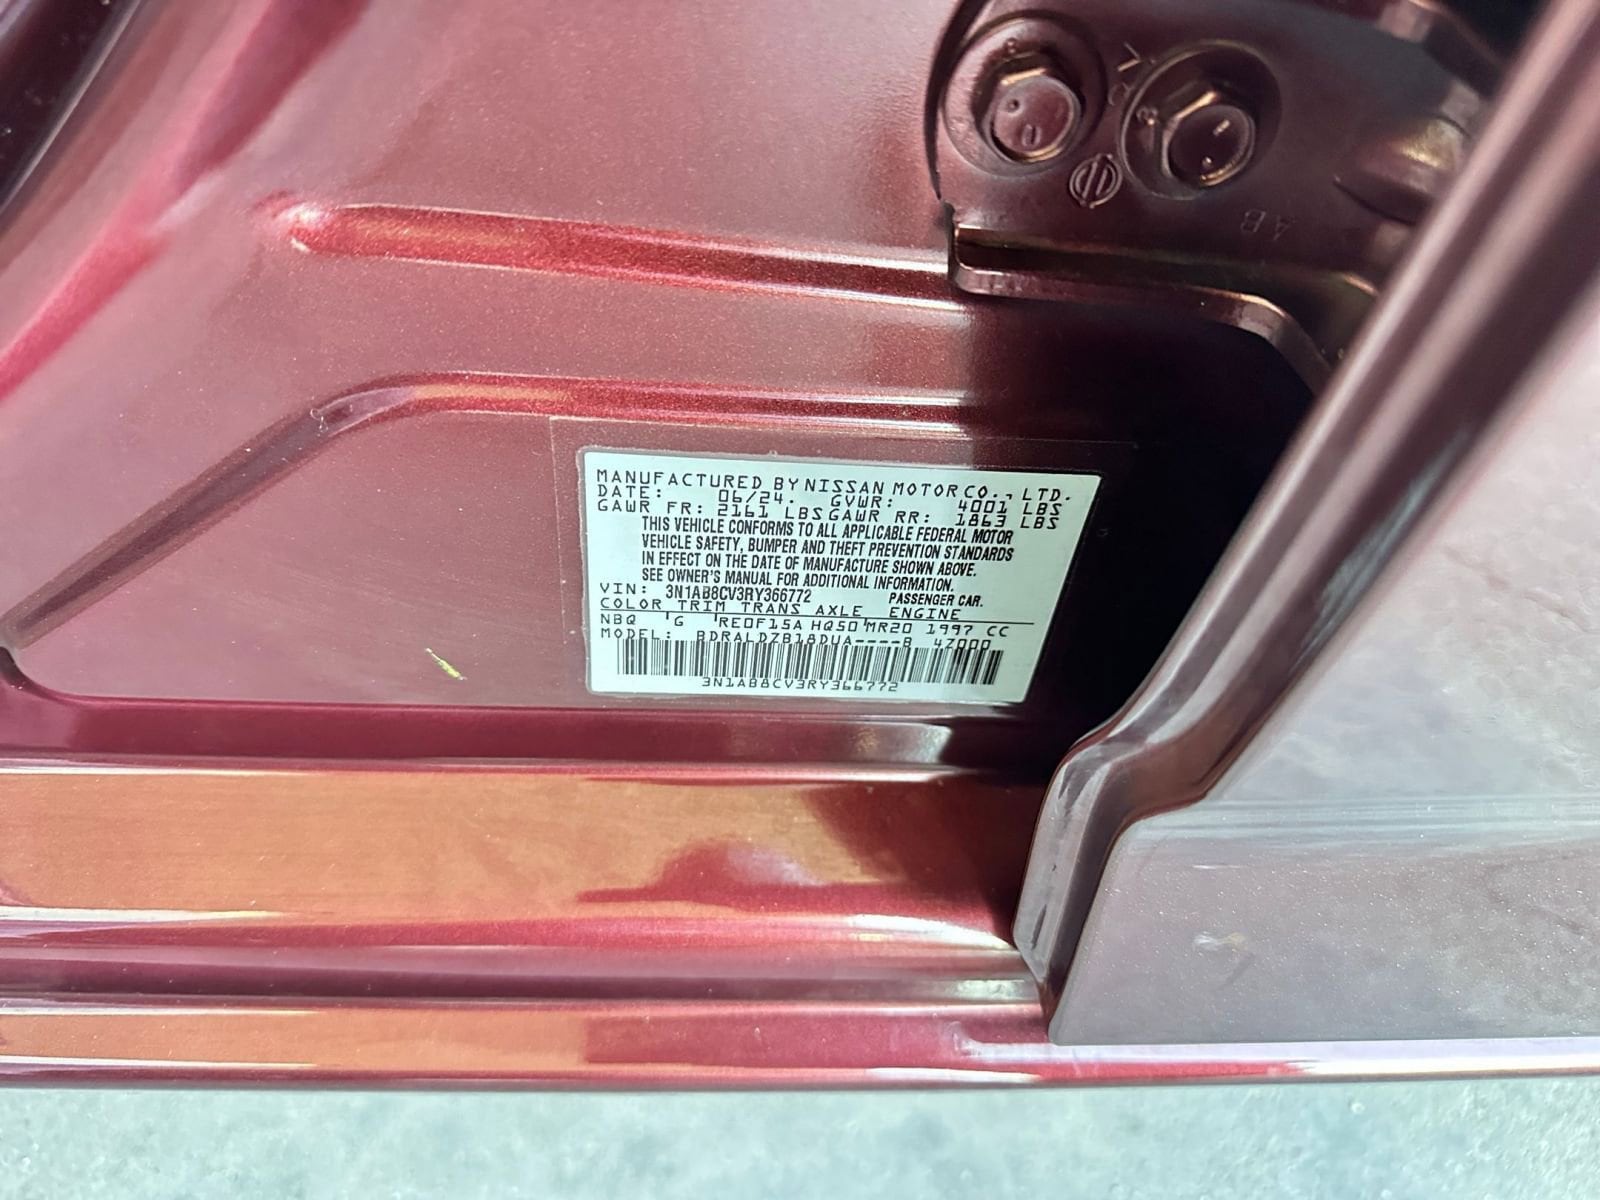 MANUFACTURED BY NISSAN MOTOR CO., LTD.
DATE: 06/24. GVWR: 4001 LBS
GAWR FR: 2161 LBS GAWR RR: 1863 LBS
THIS VEHICLE CONFORMS TO ALL APPLICABLE FEDERAL MOTOR
VEHICLE SAFETY, BUMPER AND THEFT PREVENTION STANDARDS
IN EFFECT ON THE DATE OF MANUFACTURE SHOWN ABOVE.
SEE OWNER'S MANUAL FOR ADDITIONAL INFORMATION.
VIN: 3N1AB8CV3RY366772 PASSENGER CAR.
COLOR TRIM TRANS AXLE ENGINE
NBQ G RE0F15A HQ50 MR20 1997 CC
MODEL: BDRALDZB18DUA----B 4Z000
3N1AB8CV3RY366772
AB